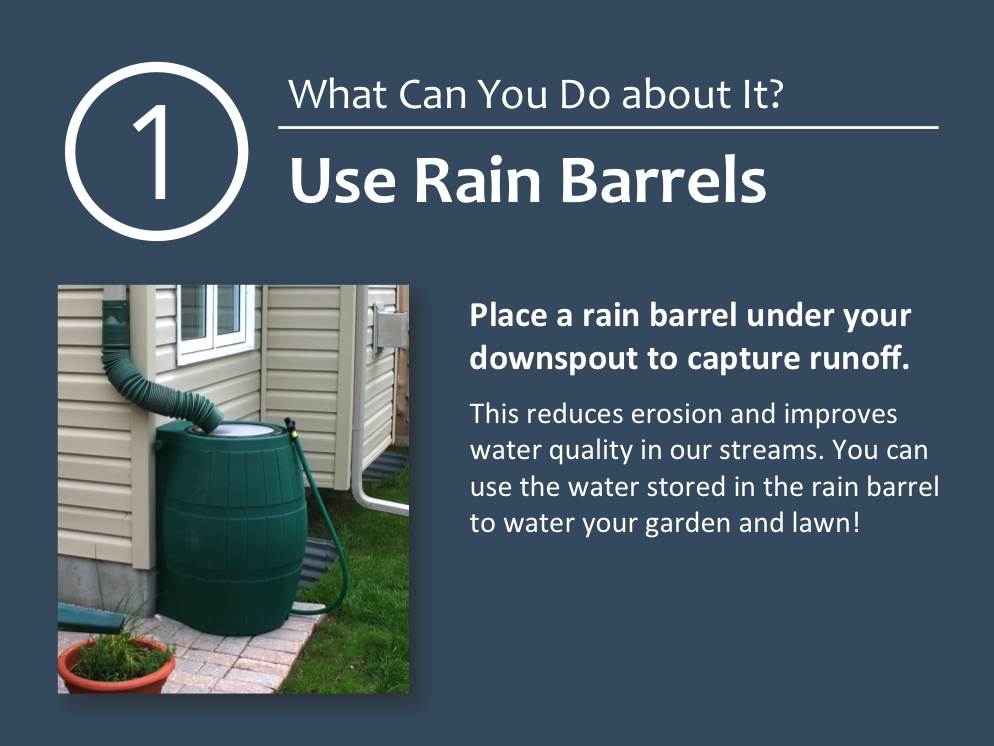 1
What Can You Do about It?
Use Rain Barrels
Place a rain barrel under your
downspout to capture runoff.
This reduces erosion and improves
water quality in our streams. You can
use the water stored in the rain barrel
to water your garden and lawn!